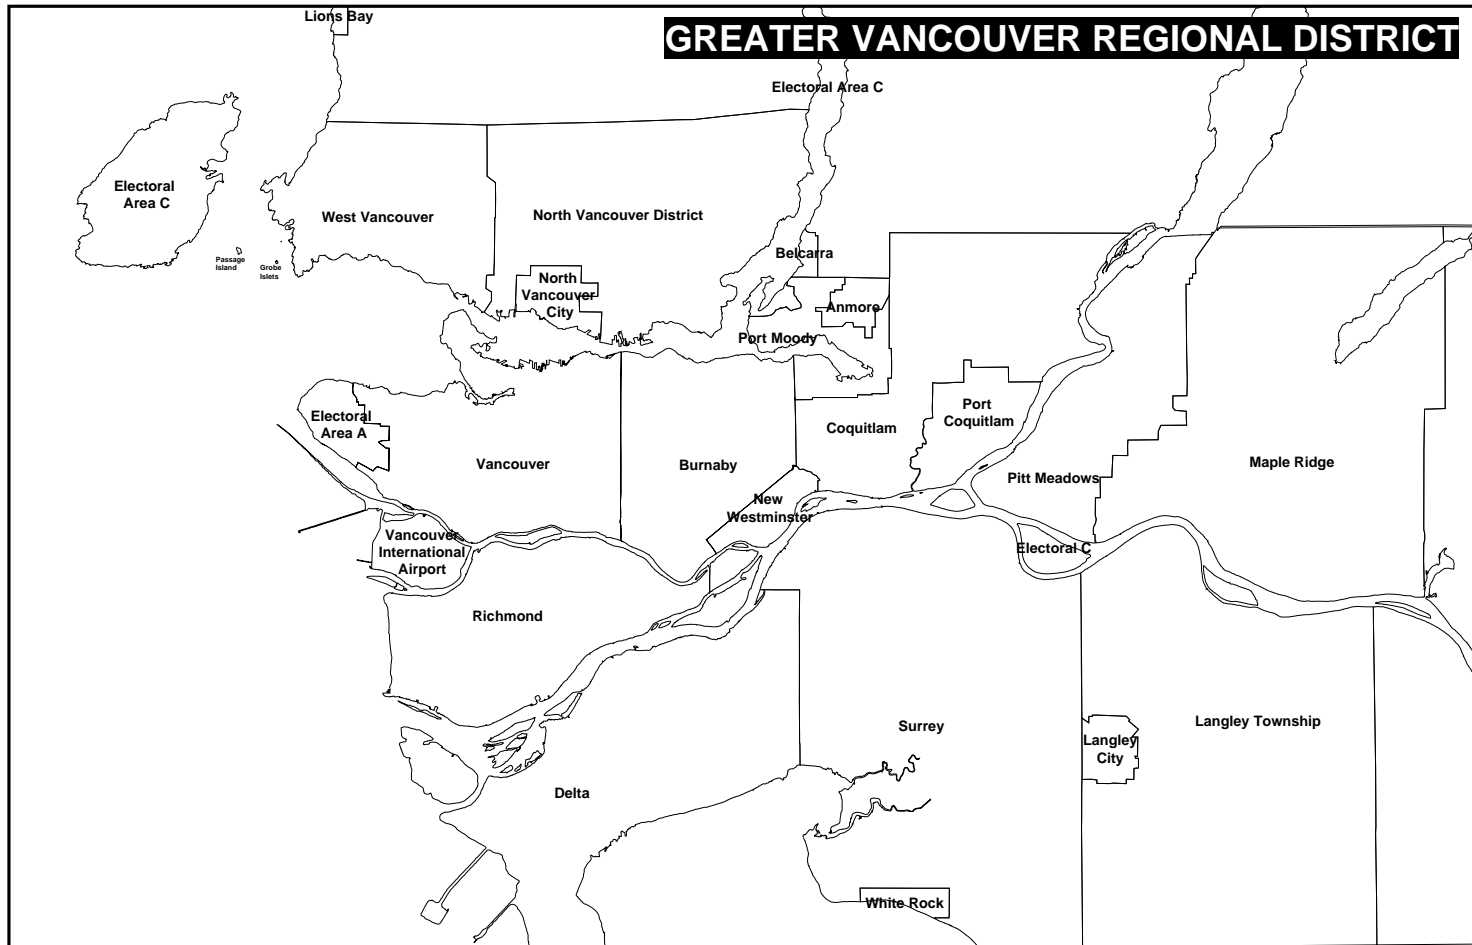 Lions Bay
GREATER VANCOUVER REGIONAL DISTRICT
Electoral Area C
Electoral
Area C
West Vancouver
North Vancouver District
Belcarra
Passage
Island
Grobe
Islets
North
Vancouver
City
Anmore
Port Moody
Electoral
Area A
Port
Coquitlam
Coquitlam
Vancouver
Burnaby
Maple Ridge
Pitt Meadows
New
Westminster
Vancouver
International
Airport
Electoral C
Richmond
Surrey
Langley Township
Langley
City
Delta
White Rock